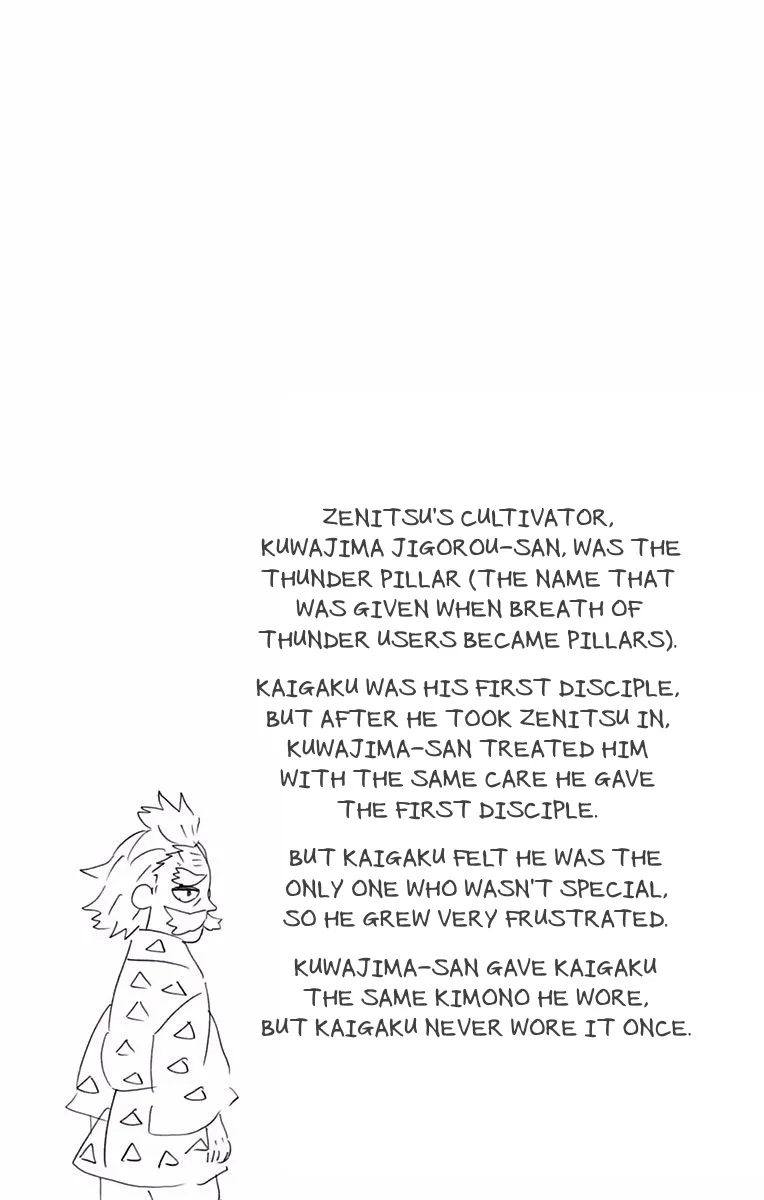 ZENITSU'S CULTIVATOR,
KUWAJIMA JIGOROU-SAN, WAS THE
THUNDER PILLAR (THE NAME THAT
WAS GIVEN WHEN BREATH OF
THUNDER USERS BECAME PILLARS).
KAIGAKU WAS HIS FIRST DISCIPLE,
BUT AFTER HE TOOK ZENITSU IN,
KUWAJIMA-SAN TREATED HIM
WITH THE SAME CARE HE GAVE
THE FIRST DISCIPLE.
BUT KAIGAKU FELT HE WAS THE
ONLY ONE WHO WASN'T SPECIAL,
SO HE GREW VERY FRUSTRATED.
KUWAJIMA-SAN GAVE KAIGAKU
THE SAME KIMONO HE WORE,
BUT KAIGAKU NEVER WORE IT ONCE.